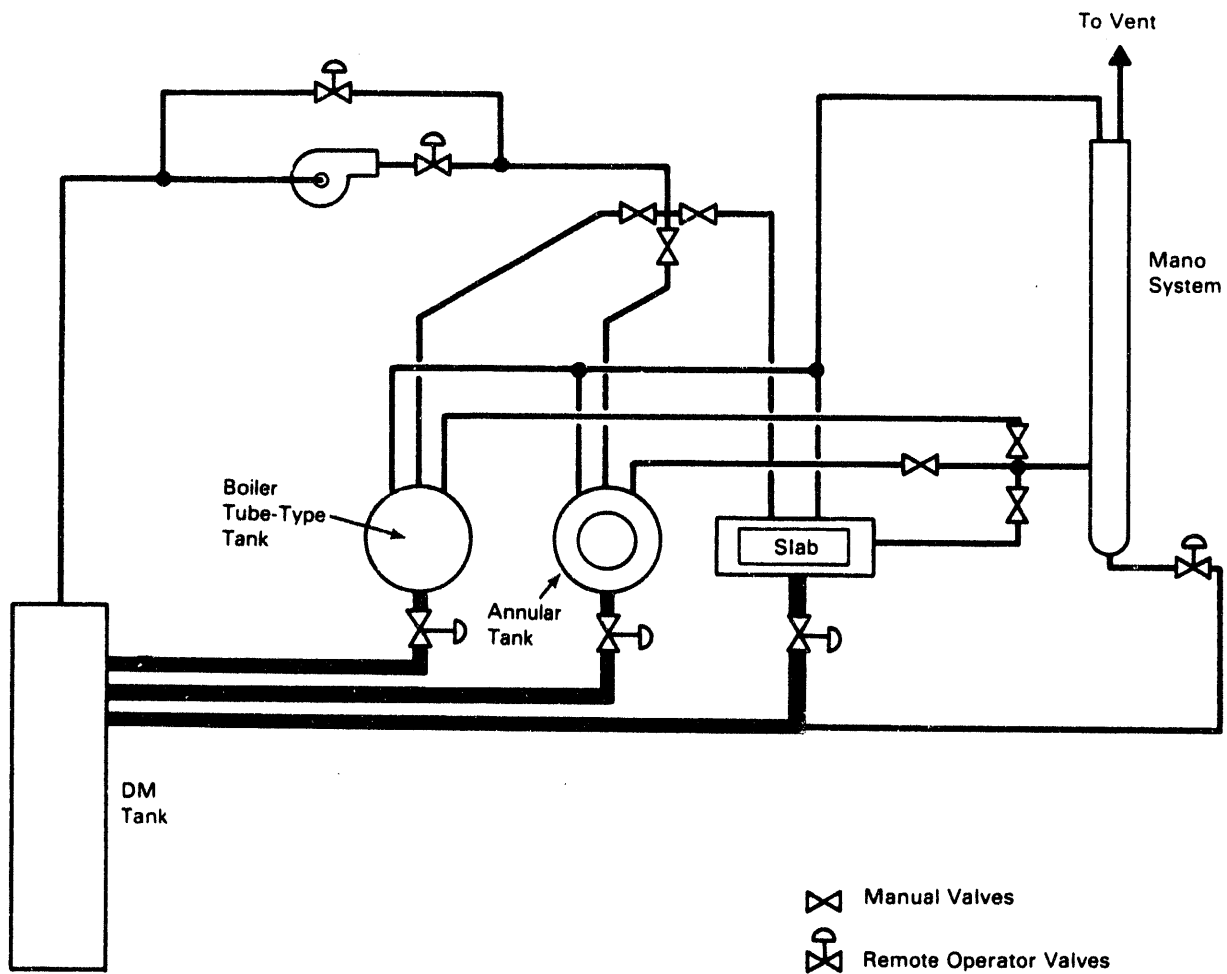 To Vent
Mano
System
Boiler
Tube-Type
Tank
Slab
Annular
Tank
DM
Tank
Manual Valves
Remote Operator Valves